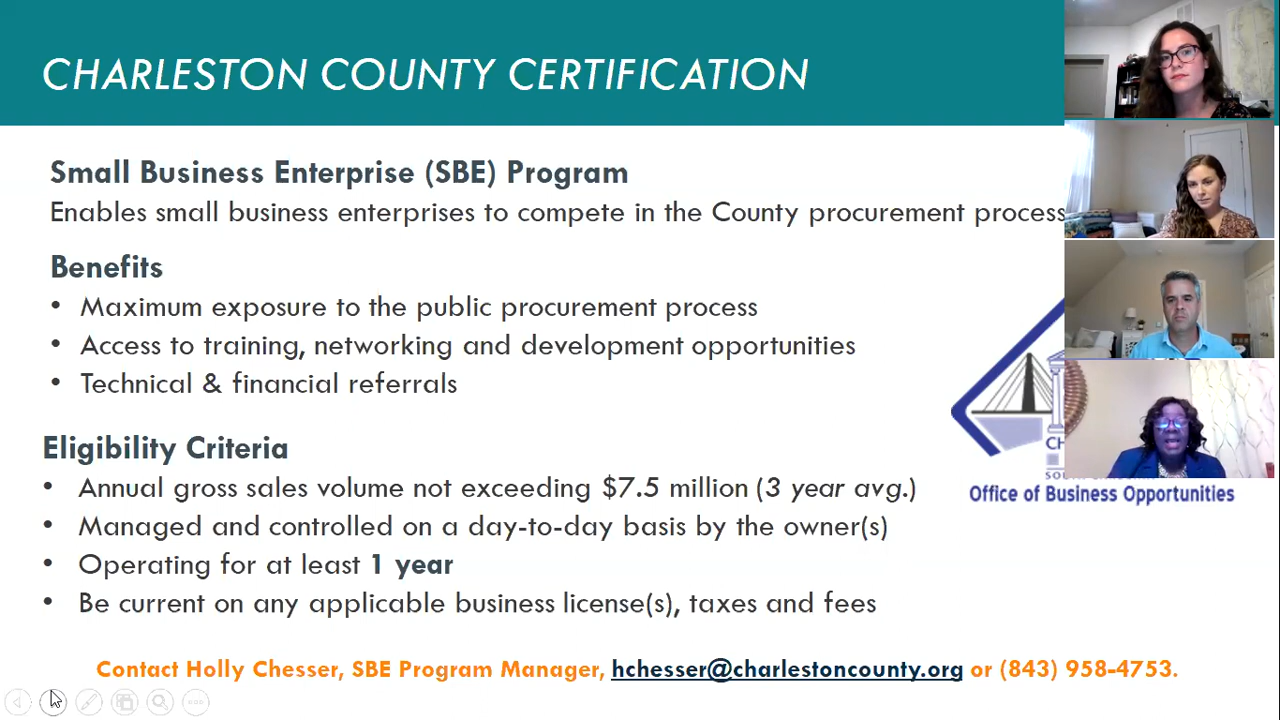 CHARLESTON COUNTY CERTIFICATION
Small Business Enterprise (SBE) Program
Enables small business enterprises to compete in the County procurement process
Benefits
• Maximum exposure to the public procurement process
• Access to training, networking and development opportunities
• Technical & financial referrals
Eligibility Criteria
• Annual gross sales volume not exceeding $7.5 million (3 year avg.)
• Managed and controlled on a day-to-day basis by the owner(s)
• Operating for at least 1 year
• Be current on any applicable business license(s), taxes and fees
CH
Office of Business Opportunities
Contact Holly Chesser, SBE Program Manager, hchesser@charlestoncounty.org or (843) 958-4753.